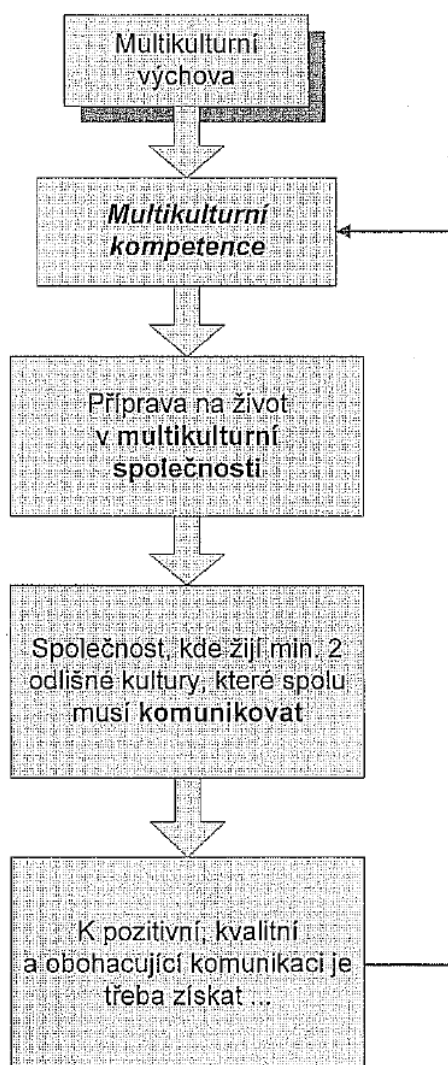 Multikulturní
výchova
Multikulturní
kompetence
Příprava na život
v multikulturní
společnosti
Společnost, kde žijí min. 2
odlišné kultury, které spolu
musí komunikovat
K pozitivní, kvalitní
a obohacující komunikaci je
třeba získat ...